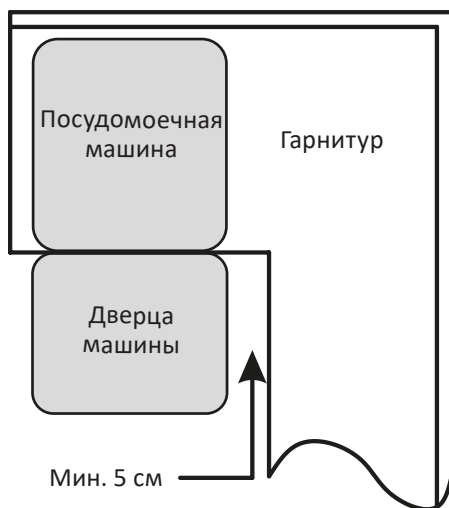 Посудомоечная
машина
Гарнитур
Дверца
машины
Мин. 5 см